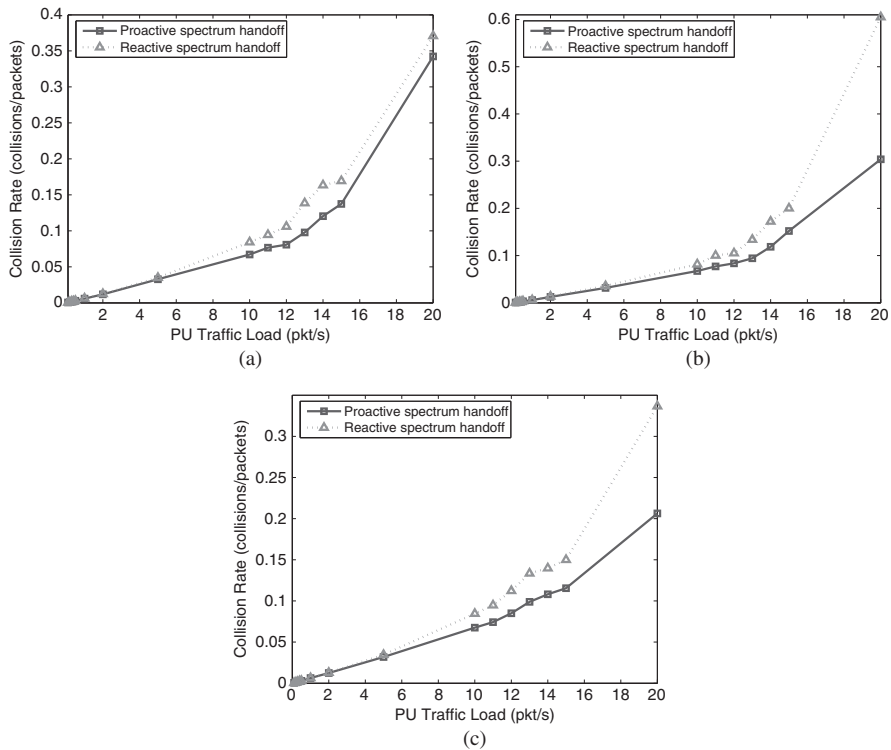 0.4
0.35
0.3
0.25
0.2
0.15
0.1
0.05
0
Collision Rate (collisions/packets)
Proactive spectrum handoff
Reactive spectrum handoff
2 4 6 8 10 12 14 16 18 20
PU Traffic Load (pkt/s)
(a)
0.6
0.5
0.4
0.3
0.2
0.1
0
Collision Rate (collisions/packets)
Proactive spectrum handoff
Reactive spectrum handoff
2 4 6 8 10 12 14 16 18 20
PU Traffic Load (pkt/s)
(b)
0.3
0.25
0.2
0.15
0.1
0.05
0
Collision Rate (collisions/packets)
Proactive spectrum handoff
Reactive spectrum handoff
0 2 4 6 8 10 12 14 16 18 20
PU Traffic Load (pkt/s)
(c)